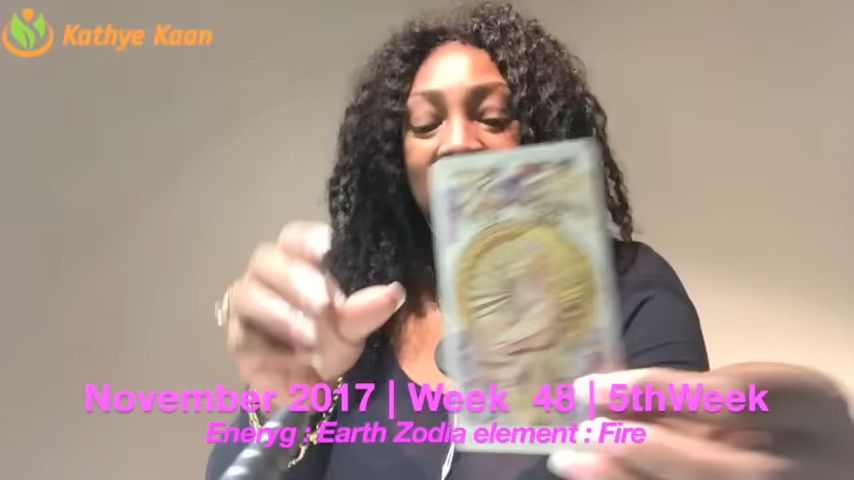 Kathye Kaan
November 2017 | Week 48 | 5thWeek
Eneryg : Earth Zodia element : Fire